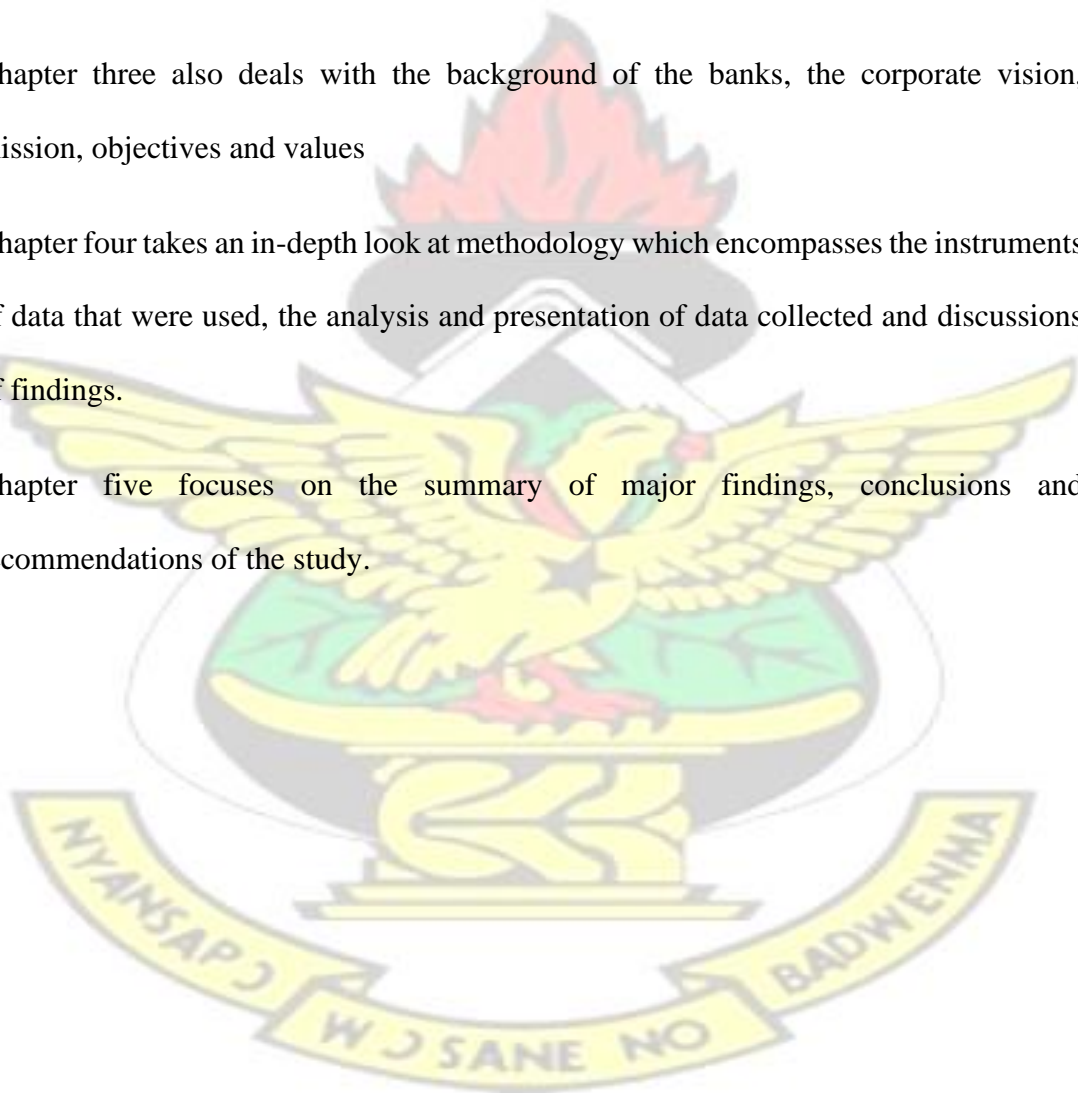 hapter three also deals with the background of the banks, the corporate vision,
ission, objectives and values
hapter four takes an in-depth look at methodology which encompasses the instruments
f data that were used, the analysis and presentation of data collected and discussions
f findings.
hapter five focuses on the summary of major findings, conclusions and
commendations of the study.
NYANSAPƆ
WƆSANE NO
BADWENMA